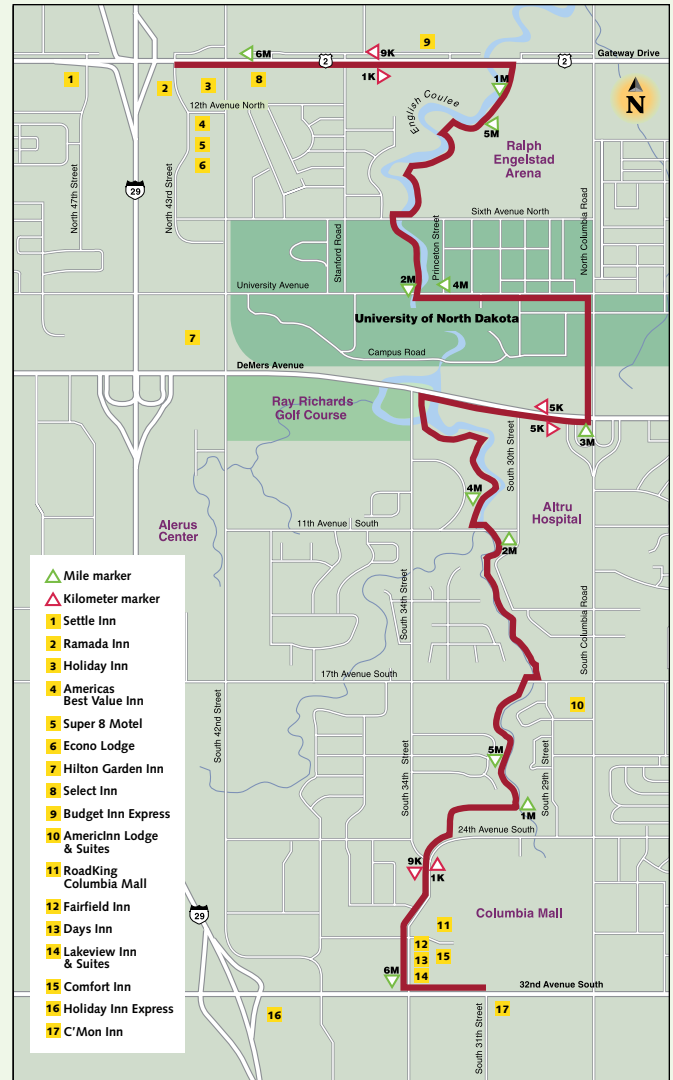 6M
9K
9
1
2
Gateway Drive
2
2
3
8
1K
1M
12th Avenue North
English Coulee
N
4
5M
5
Ralph
Engelstad
Arena
6
29
North 47th Street
North 43rd Street
Stanford Road
Princeton Street
North Columbia Road
Sixth Avenue North
University Avenue
2M
4M
University of North Dakota
7
Campus Road
DeMers Avenue
Ray Richards
Golf Course
5K
5K
3M
South 30th Street
4M
Alerus
Center
11th Avenue South
Altru
Hospital
2M
South 34th Street
South Columbia Road
17th Avenue South
10
South 42nd Street
South 34th Street
5M
South 29th Street
1M
24th Avenue South
9K
1K
Columbia Mall
29
11
12
13
15
14
6M
32nd Avenue South
16
17
South 31th Street
Mile marker
Kilometer marker
1 Settle Inn
2 Ramada Inn
3 Holiday Inn
4 Americas
Best Value Inn
5 Super 8 Motel
6 Econo Lodge
7 Hilton Garden Inn
8 Select Inn
9 Budget Inn Express
10 AmericInn Lodge
& Suites
11 RoadKing
Columbia Mall
12 Fairfield Inn
13 Days Inn
14 Lakeview Inn
& Suites
15 Comfort Inn
16 Holiday Inn Express
17 C'Mon Inn